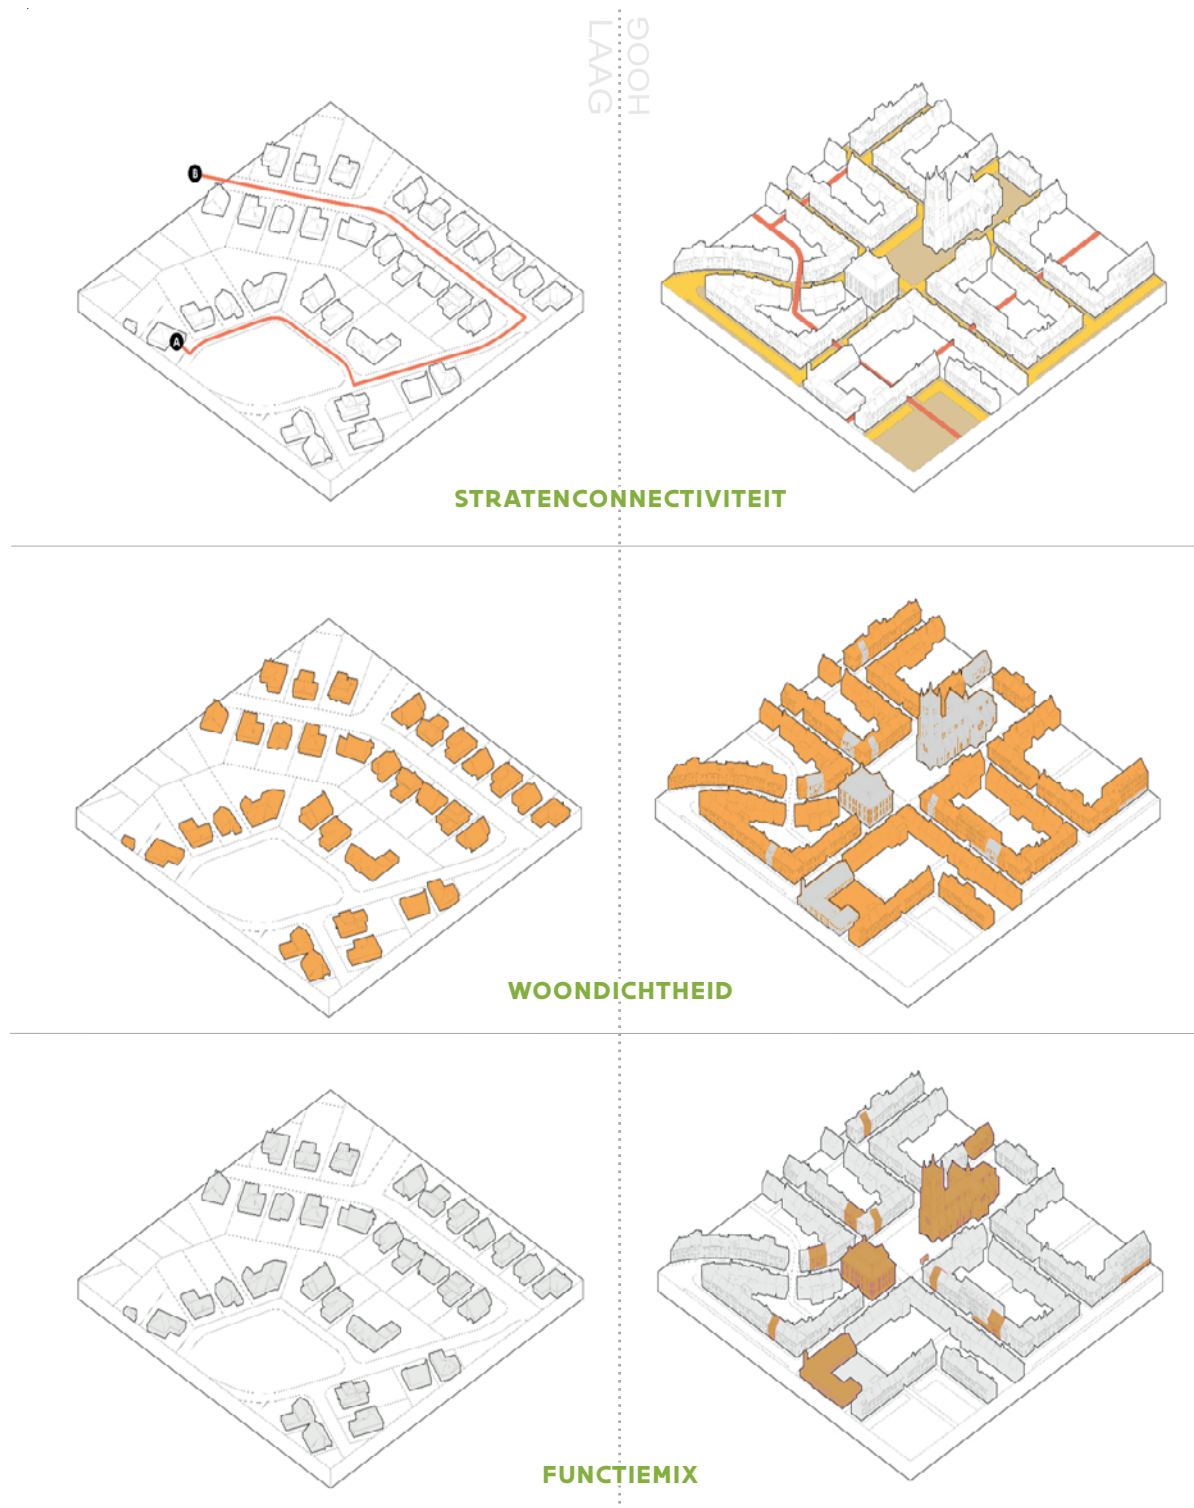 LAAG
HOOG
B
A
STRATENCONNECTIVITEIT
WOONDICHTHEID
FUNCTIEMIX